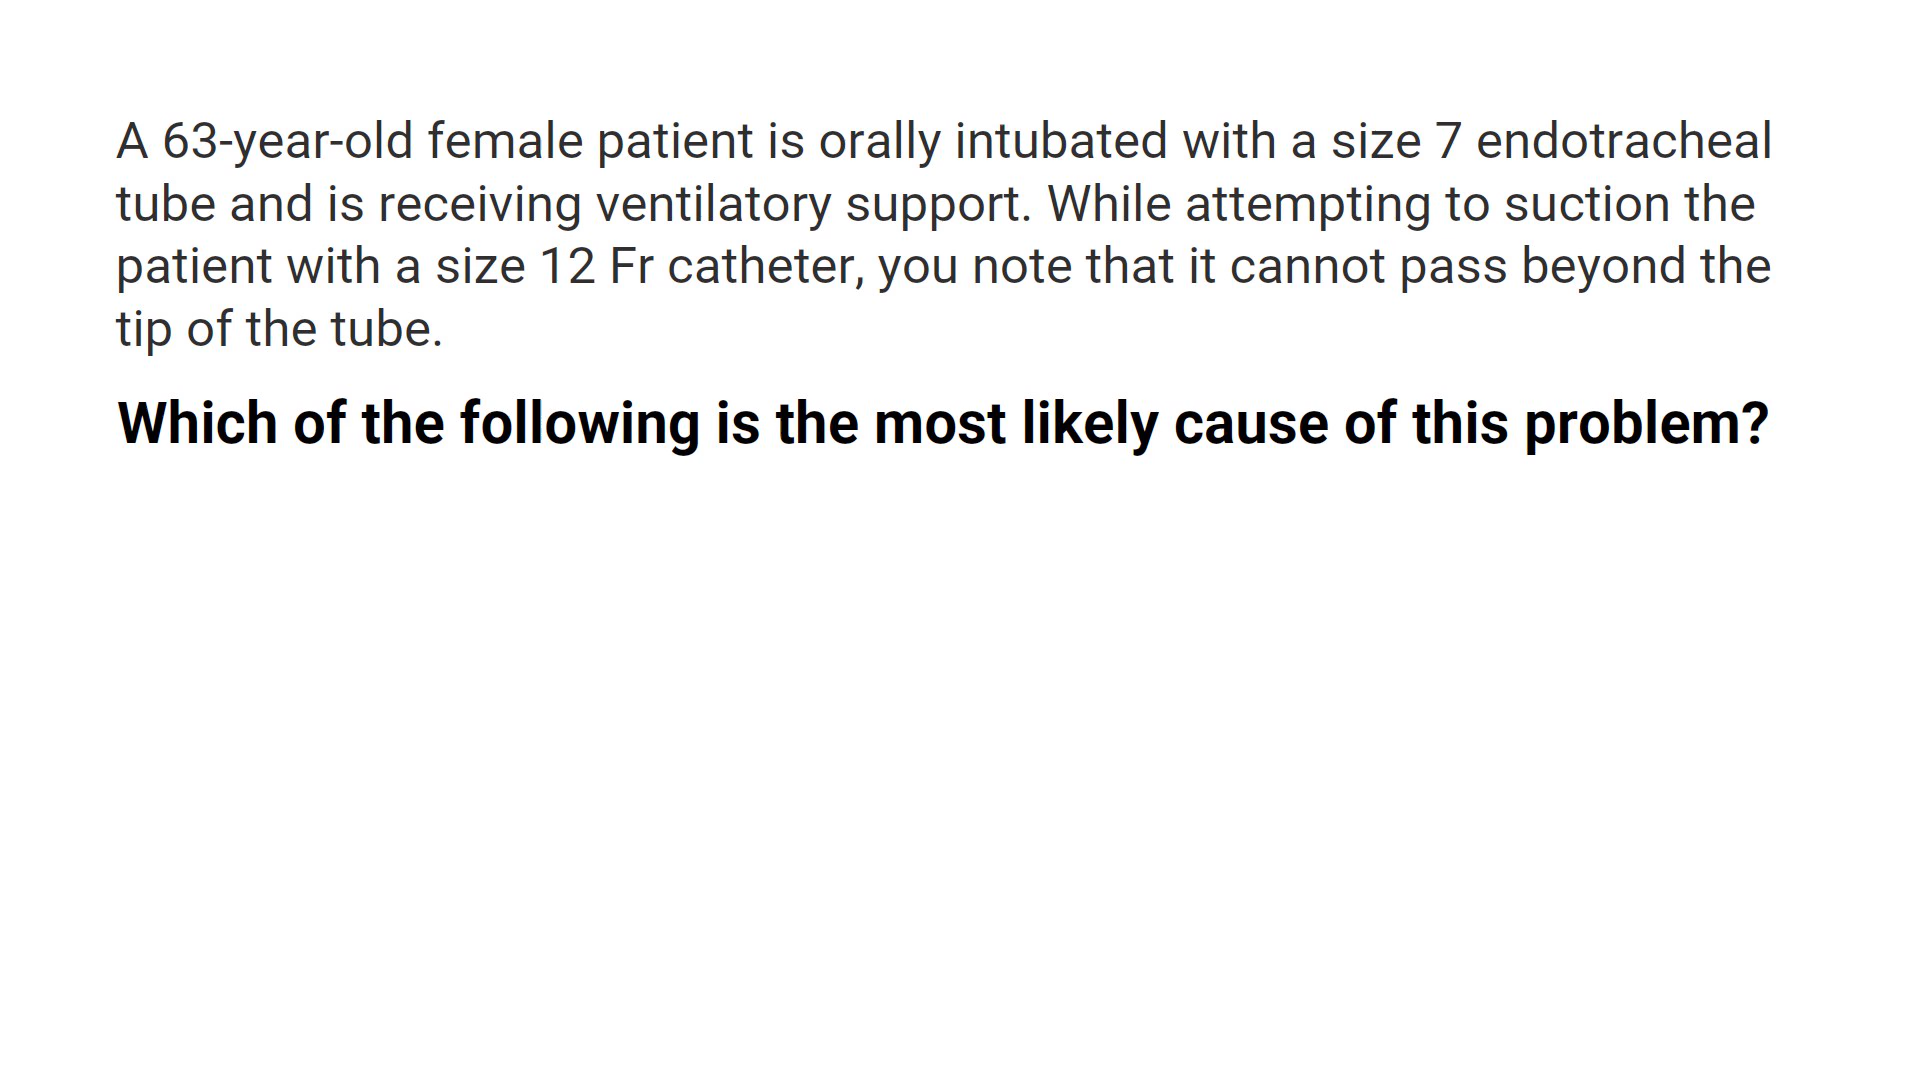 A 63-year-old female patient is orally intubated with a size 7 endotracheal
tube and is receiving ventilatory support. While attempting to suction the
patient with a size 12 Fr catheter, you note that it cannot pass beyond the
tip of the tube.
Which of the following is the most likely cause of this problem?